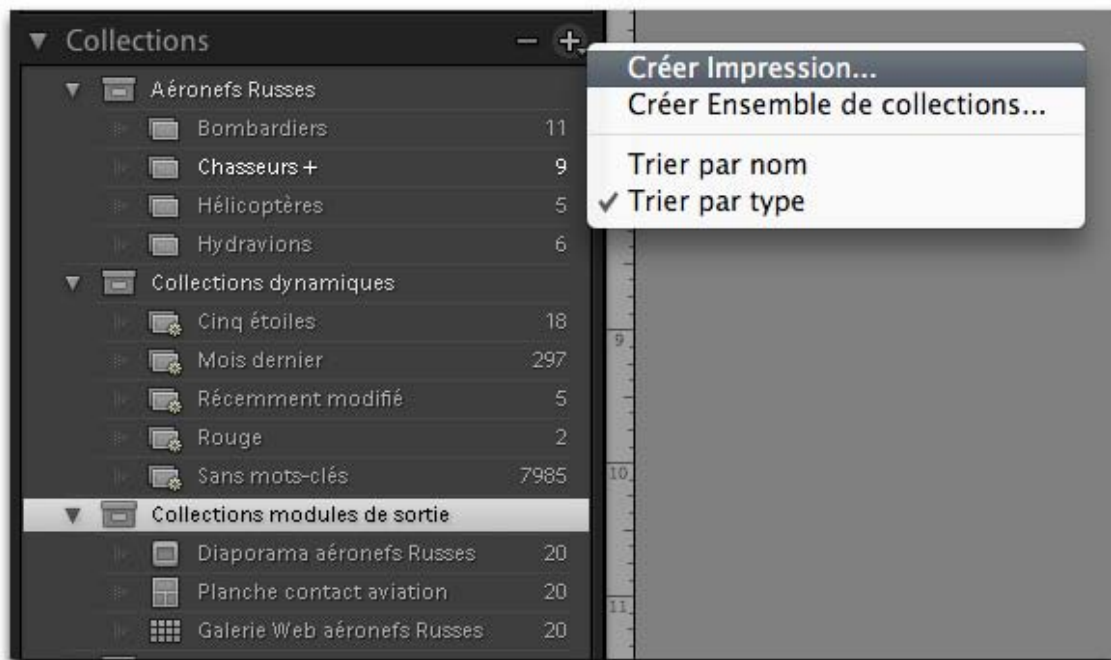 Collections
Créer Impression...
Créer Ensemble de collections...
Trier par nom
Trier par type
Aéronefs Russes
Bombardiers 11
Chasseurs + 9
Hélicoptères 5
Hydravions 6
Collections dynamiques
Cinq étoiles 18
Mois dernier 297
Récemment modifié 5
Rouge 2
Sans mots-clés 7985
Collections modules de sortie
Diaporama aéronefs Russes 20
Planche contact aviation 20
Galerie Web aéronefs Russes 20
9
10
11